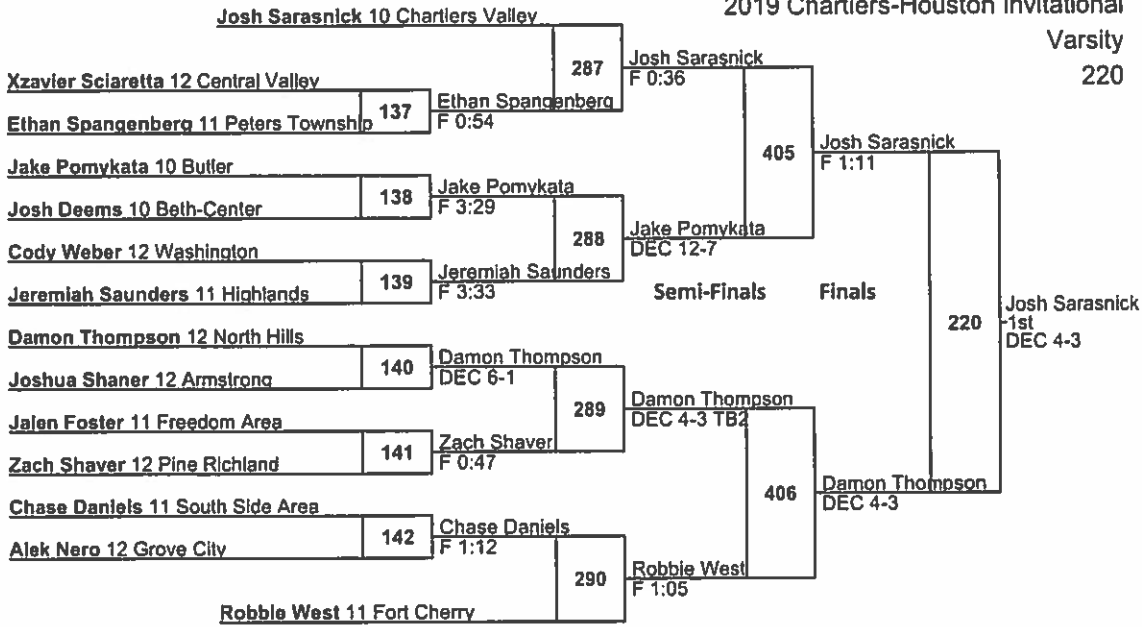 2019 Chartiers-Houston Invitational
Varsity
220
Josh Sarasnick 10 Chartiers Valley
287
Josh Sarasnick
F 0:36
Xzavier Sciaretta 12 Central Valley
137
Ethan Spangenberg
F 0:54
Ethan Spangenberg 11 Peters Township
405
Josh Sarasnick
F 1:11
Jake Pomykata 10 Butler
138
Jake Pomykata
F 3:29
Josh Deems 10 Beth-Center
288
Jake Pomykata
DEC 12-7
Cody Weber 12 Washington
139
Jeremiah Saunders
F 3:33
Jeremiah Saunders 11 Highlands
Semi-Finals
Finals
220
Josh Sarasnick
1st
DEC 4-3
Damon Thompson 12 North Hills
140
Damon Thompson
DEC 6-1
Joshua Shaner 12 Armstrong
289
Damon Thompson
DEC 4-3 TB2
Jalen Foster 11 Freedom Area
141
Zach Shaver
F 0:47
Zach Shaver 12 Pine Richland
406
Damon Thompson
DEC 4-3
Chase Daniels 11 South Side Area
142
Chase Daniels
F 1:12
Alek Nero 12 Grove City
290
Robbie West
F 1:05
Robbie West 11 Fort Cherry